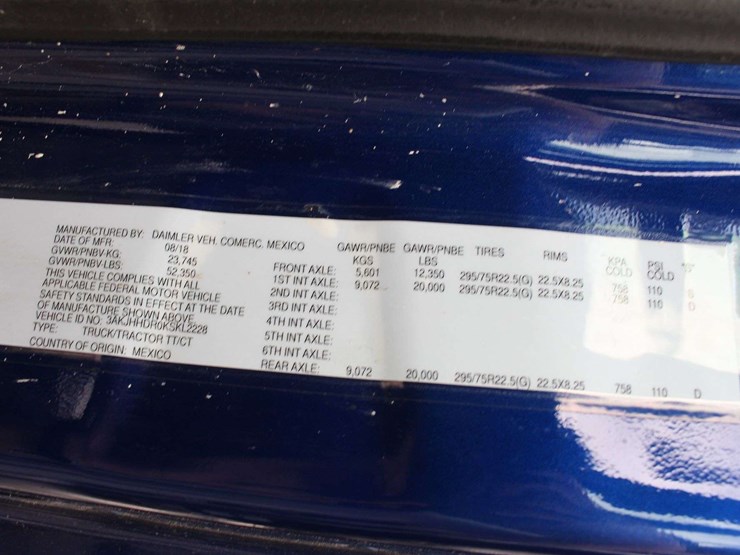 MANUFACTURED BY: DAIMLER VEH. COMERC. MEXICO
DATE OF MFR: 08/18
GVWR/PNBV-KG: 23,745
GVWR/PNBV-LBS: 52,350
THIS VEHICLE COMPLIES WITH ALL
APPLICABLE FEDERAL MOTOR VEHICLE
SAFETY STANDARDS IN EFFECT AT THE DATE
OF MANUFACTURE SHOWN ABOVE
VEHICLE ID NO: 3AKJHHDR0KSKL2228
TYPE: TRUCK/TRACTOR TT/CT
COUNTRY OF ORIGIN MEXICO
GAWR/PNBE KGS GAWR/PNBE LBS TIRES RIMS KPA COLD PSI COLD
FRONT AXLE: 5,601 12,350 295/75R22.5(G) 22.5X8.25 758 110
1ST INT AXLE: 9,072 20,000 295/75R22.5(G) 22.5X8.25 758 110 D
2ND INT AXLE:
3RD INT AXLE:
4TH INT AXLE:
5TH INT AXLE:
6TH INT AXLE:
REAR AXLE: 9,072 20,000 295/75R22.5(G) 22.5X8.25 758 110 D